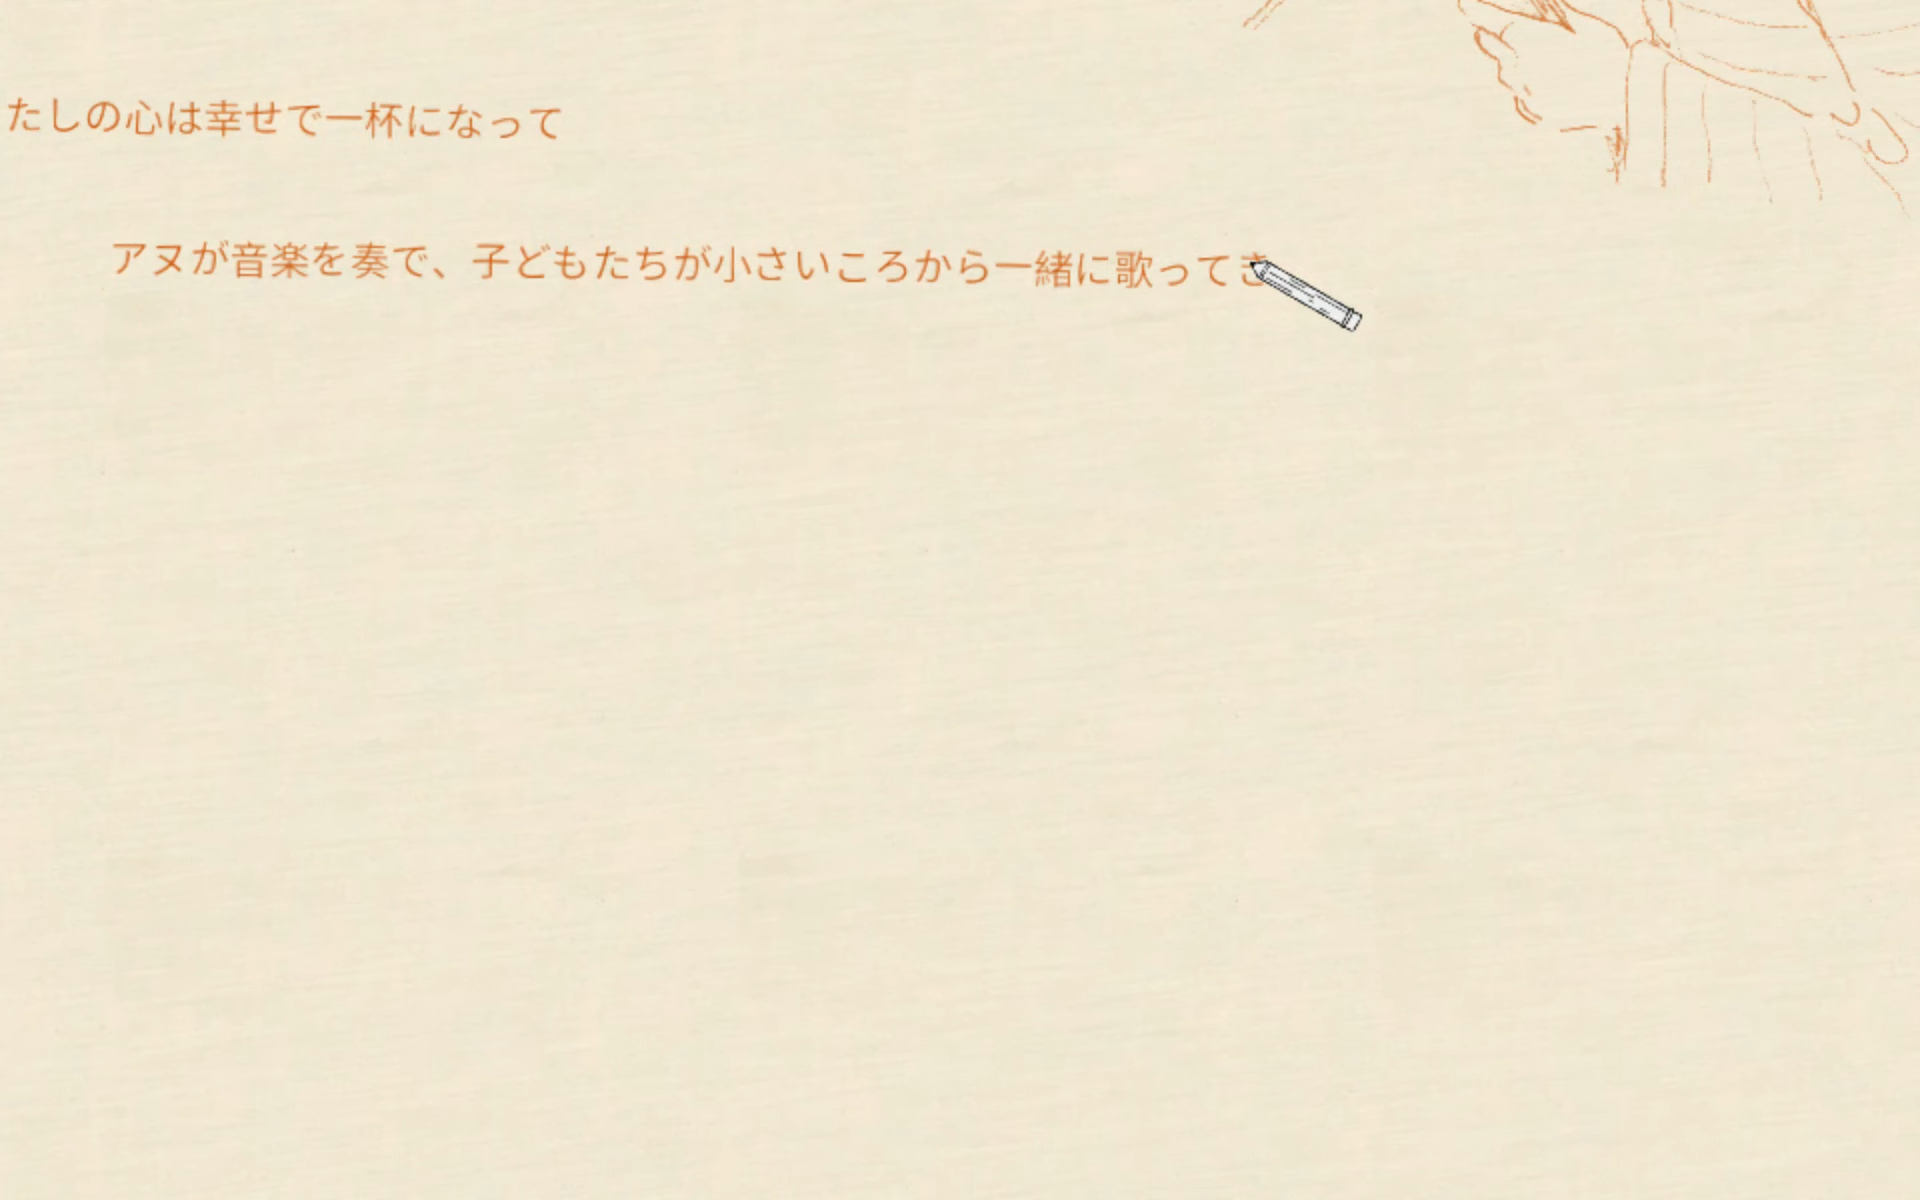 たしの心は幸せで一杯になって
アヌが音楽を奏で、子どもたちが小さいころから一緒に歌ってき